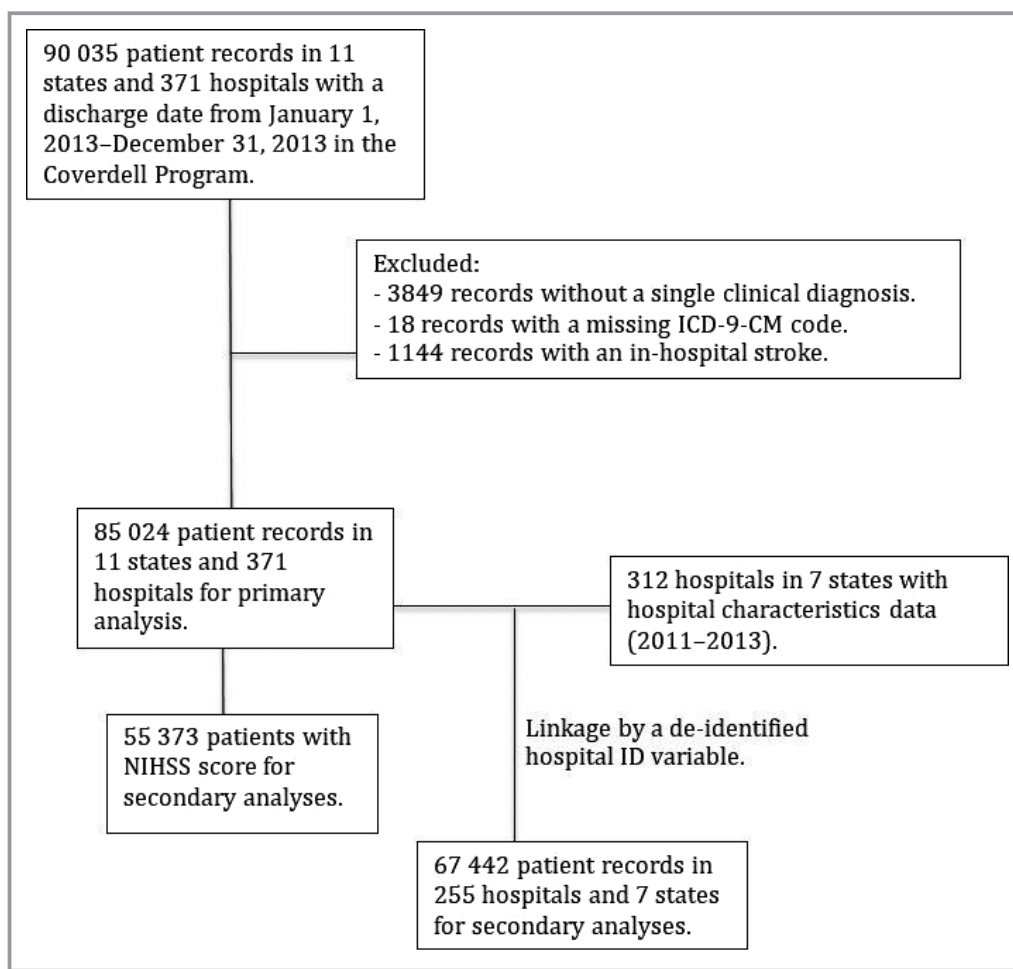 90 035 patient records in 11
states and 371 hospitals with a
discharge date from January 1,
2013–December 31, 2013 in the
Coverdell Program.
Excluded:
- 3849 records without a single clinical diagnosis.
- 18 records with a missing ICD-9-CM code.
- 1144 records with an in-hospital stroke.
85 024 patient records in
11 states and 371
hospitals for primary
analysis.
312 hospitals in 7 states with
hospital characteristics data
(2011–2013).
55 373 patients with
NIHSS score for
secondary analyses.
Linkage by a de-identified
hospital ID variable.
67 442 patient records in
255 hospitals and 7 states
for secondary analyses.